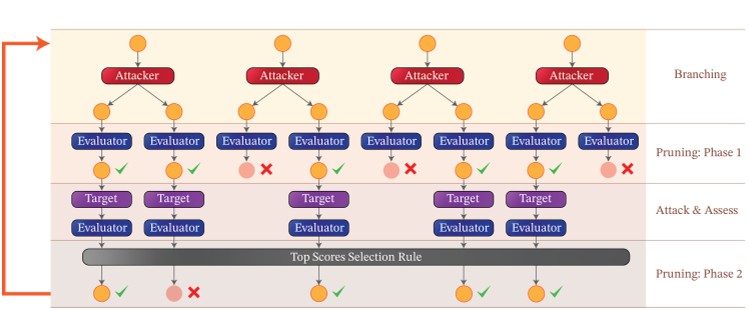 Attacker Attacker Attacker Attacker
Branching
Evaluator Evaluator Evaluator Evaluator Evaluator Evaluator Evaluator Evaluator
Pruning: Phase 1
Target Target Target Target Target
Attack & Assess
Evaluator Evaluator Evaluator Evaluator Evaluator
Top Scores Selection Rule
Pruning: Phase 2